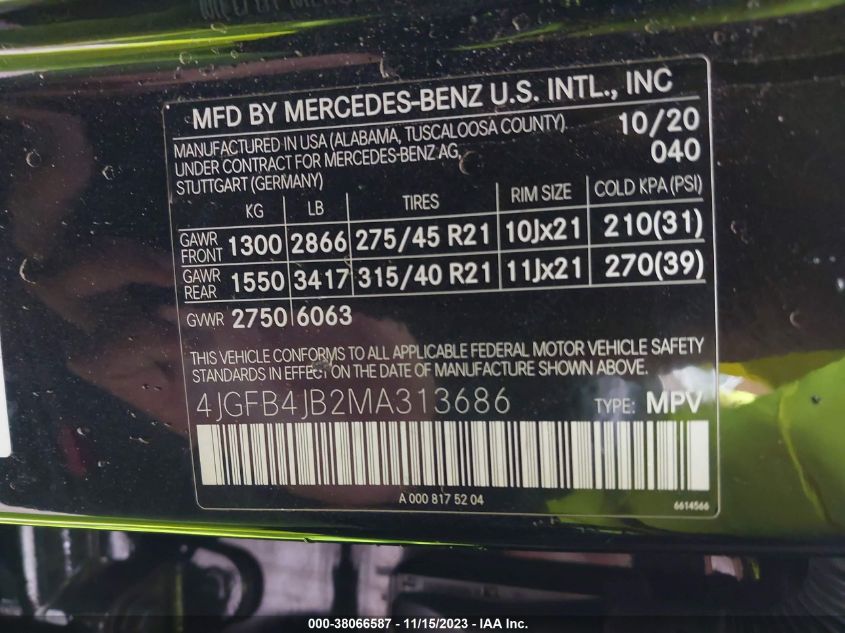 MFD BY MERCEDES-BENZ U.S. INTL., INC
MANUFACTURED IN USA (ALABAMA, TUSCALOOSA COUNTY). 10/20
UNDER CONTRACT FOR MERCEDES-BENZ AG, 040
STUTTGART (GERMANY)
KG LB TIRES RIM SIZE COLD KPA (PSI)
GAWR FRONT 1300 2866 275/45 R21 10Jx21 210(31)
GAWR REAR 1550 3417 315/40 R21 11Jx21 270(39)
GVWR 2750 6063
THIS VEHICLE CONFORMS TO ALL APPLICABLE FEDERAL MOTOR VEHICLE SAFETY
STANDARDS IN EFFECT ON THE DATE OF MANUFACTURE SHOWN ABOVE.
4JGFB4JB2MA313686 TYPE: MPV
A 000 817 52 04
6614566
000-38066587 - 11/15/2023 - IAA Inc.